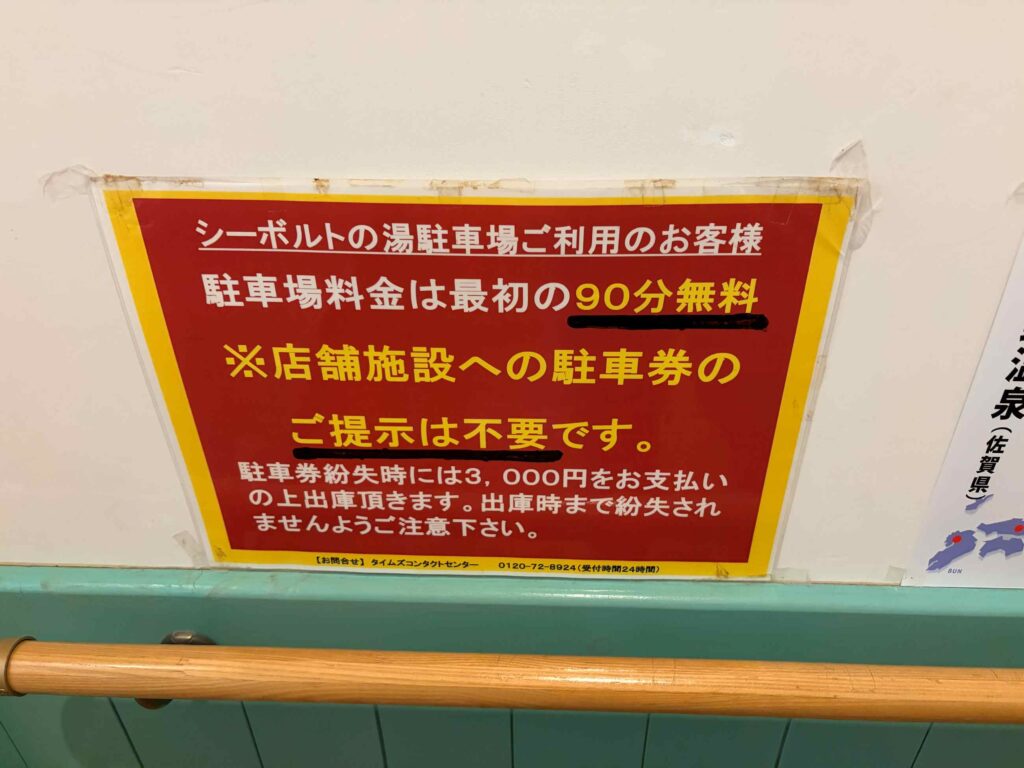 シーボルトの湯駐車場ご利用のお客様
駐車場料金は最初の90分無料
※店舗施設への駐車券の
ご提示は不要です。
駐車券紛失時には3,000円をお支払い
の上出庫頂きます。出庫時まで紛失され
ませんようご注意下さい。
【お問合せ】 タイムズコンタクトセンター 0120-72-8924(受付時間24時間)
温泉(佐賀県)